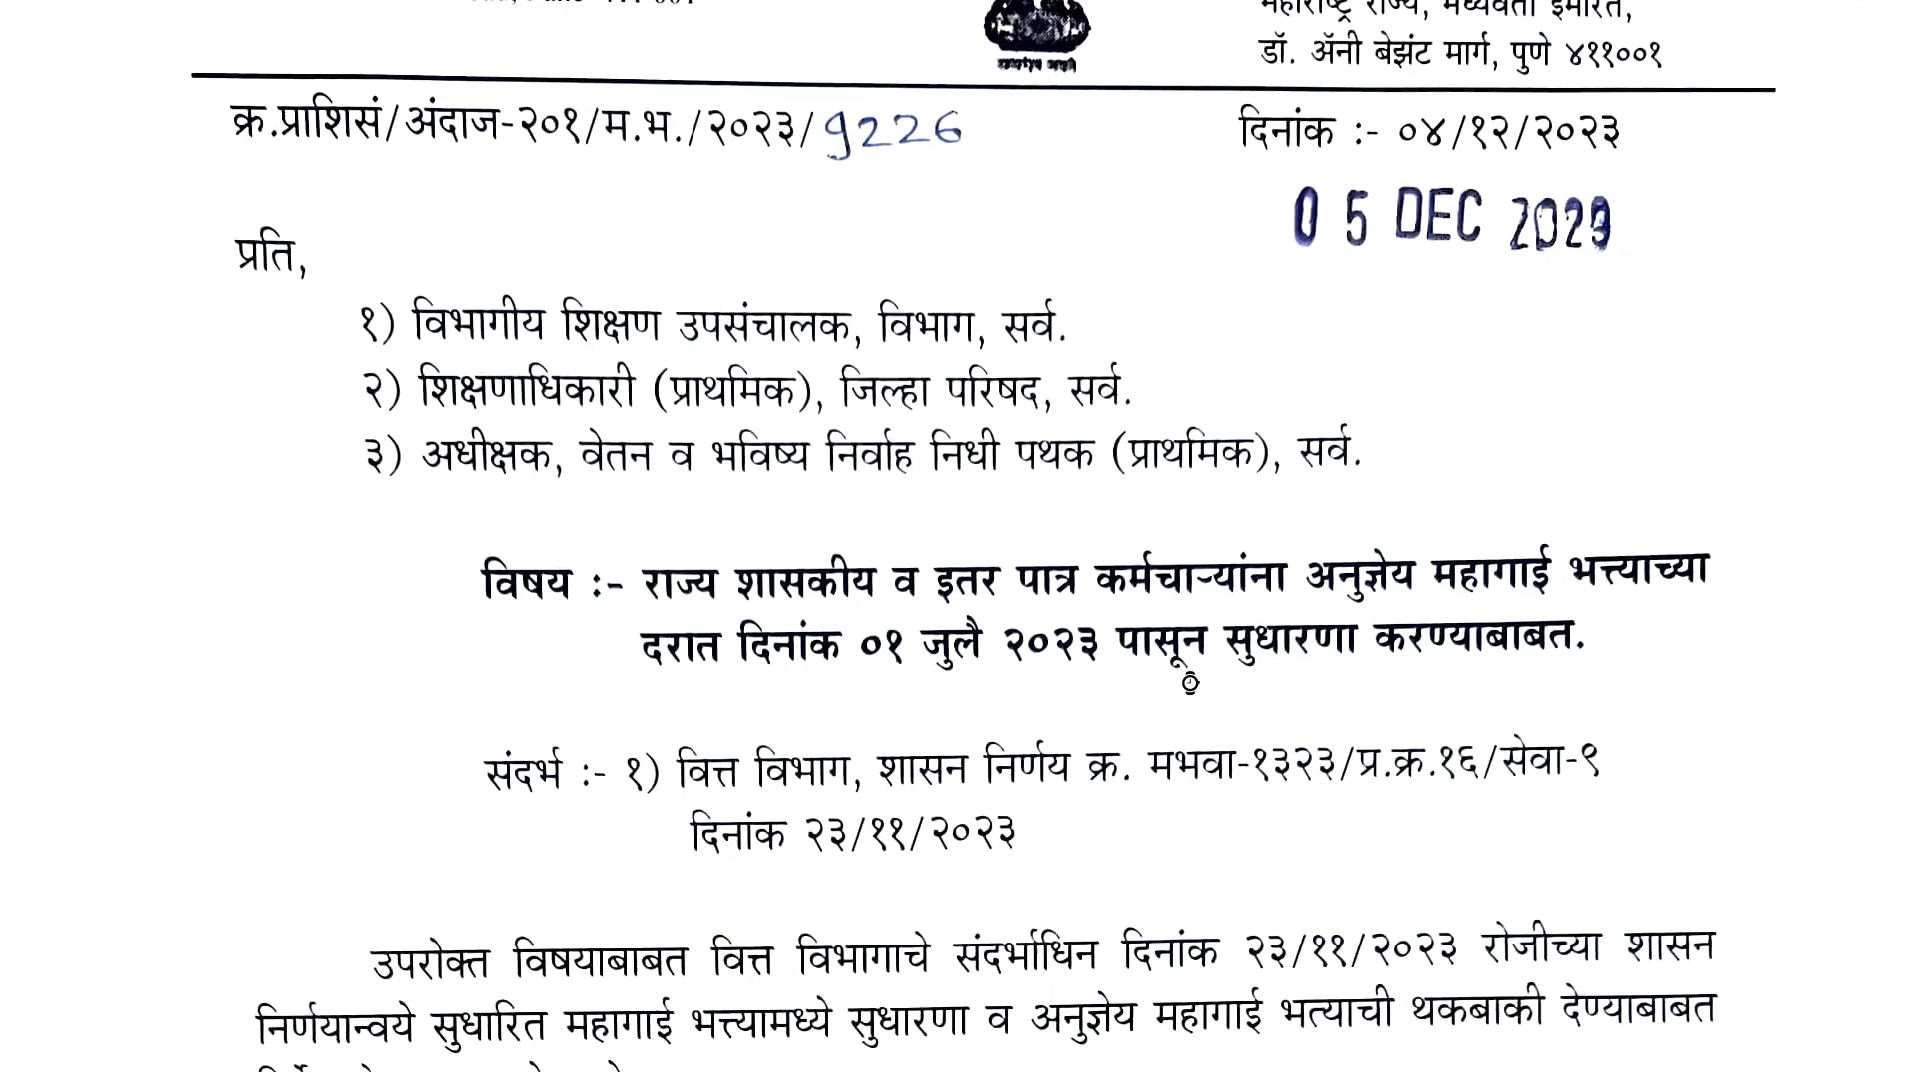 महाराष्ट्र राज्य, मध्यवर्ती इमारत,
डॉ. ॲनी बेझंट मार्ग, पुणे ४११००१
क्र.प्राशिसं/अंदाज-२०१/म.भ./२०२३/9226
दिनांक :- ०४/१२/२०२३
05 DEC 2023
प्रति,
१) विभागीय शिक्षण उपसंचालक, विभाग, सर्व.
२) शिक्षणाधिकारी (प्राथमिक), जिल्हा परिषद, सर्व.
३) अधीक्षक, वेतन व भविष्य निर्वाह निधी पथक (प्राथमिक), सर्व.
विषय :- राज्य शासकीय व इतर पात्र कर्मचाऱ्यांना अनुज्ञेय महागाई भत्त्याच्या
दरात दिनांक ०१ जुलै २०२३ पासून सुधारणा करण्याबाबत.
संदर्भ :- १) वित्त विभाग, शासन निर्णय क्र. मभवा-१३२३/प्र.क्र.१६/सेवा-९
दिनांक २३/११/२०२३
उपरोक्त विषयाबाबत वित्त विभागाचे संदर्भाधिन दिनांक २३/११/२०२३ रोजीच्या शासन
निर्णयान्वये सुधारित महागाई भत्त्यामध्ये सुधारणा व अनुज्ञेय महागाई भत्याची थकबाकी देण्याबाबत